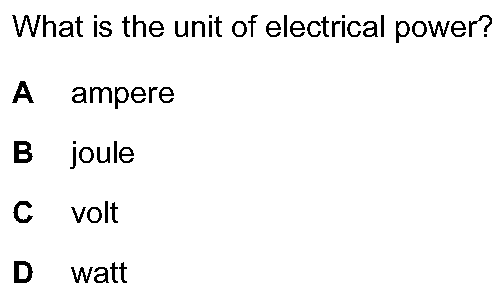 What is the unit of electrical power?
A ampere
B joule
C volt
D watt